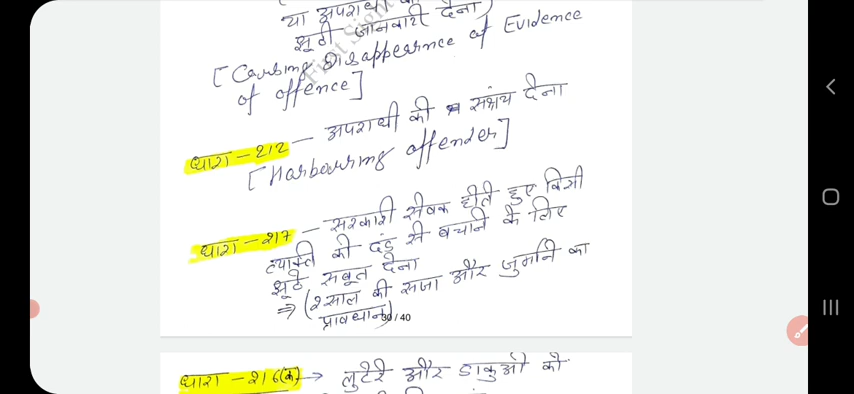 या अपराधी
झूठी जानकारी देना)
[Causing Disappearnce of Evidence
of offence]
धारा - 212 - अपराधी की संश्रय देना
[Harbouring offender]
धारा - 217 - सरकारी सेवक होते हुए किसी
व्यक्ति को दंड से बचाने के लिए
झूठे सबूत देना
⇒ (2 साल की सजा और जुर्माने का
प्रावधान)
30 / 40
धारा - 216(क) → लुटेरे और डाकुओं को